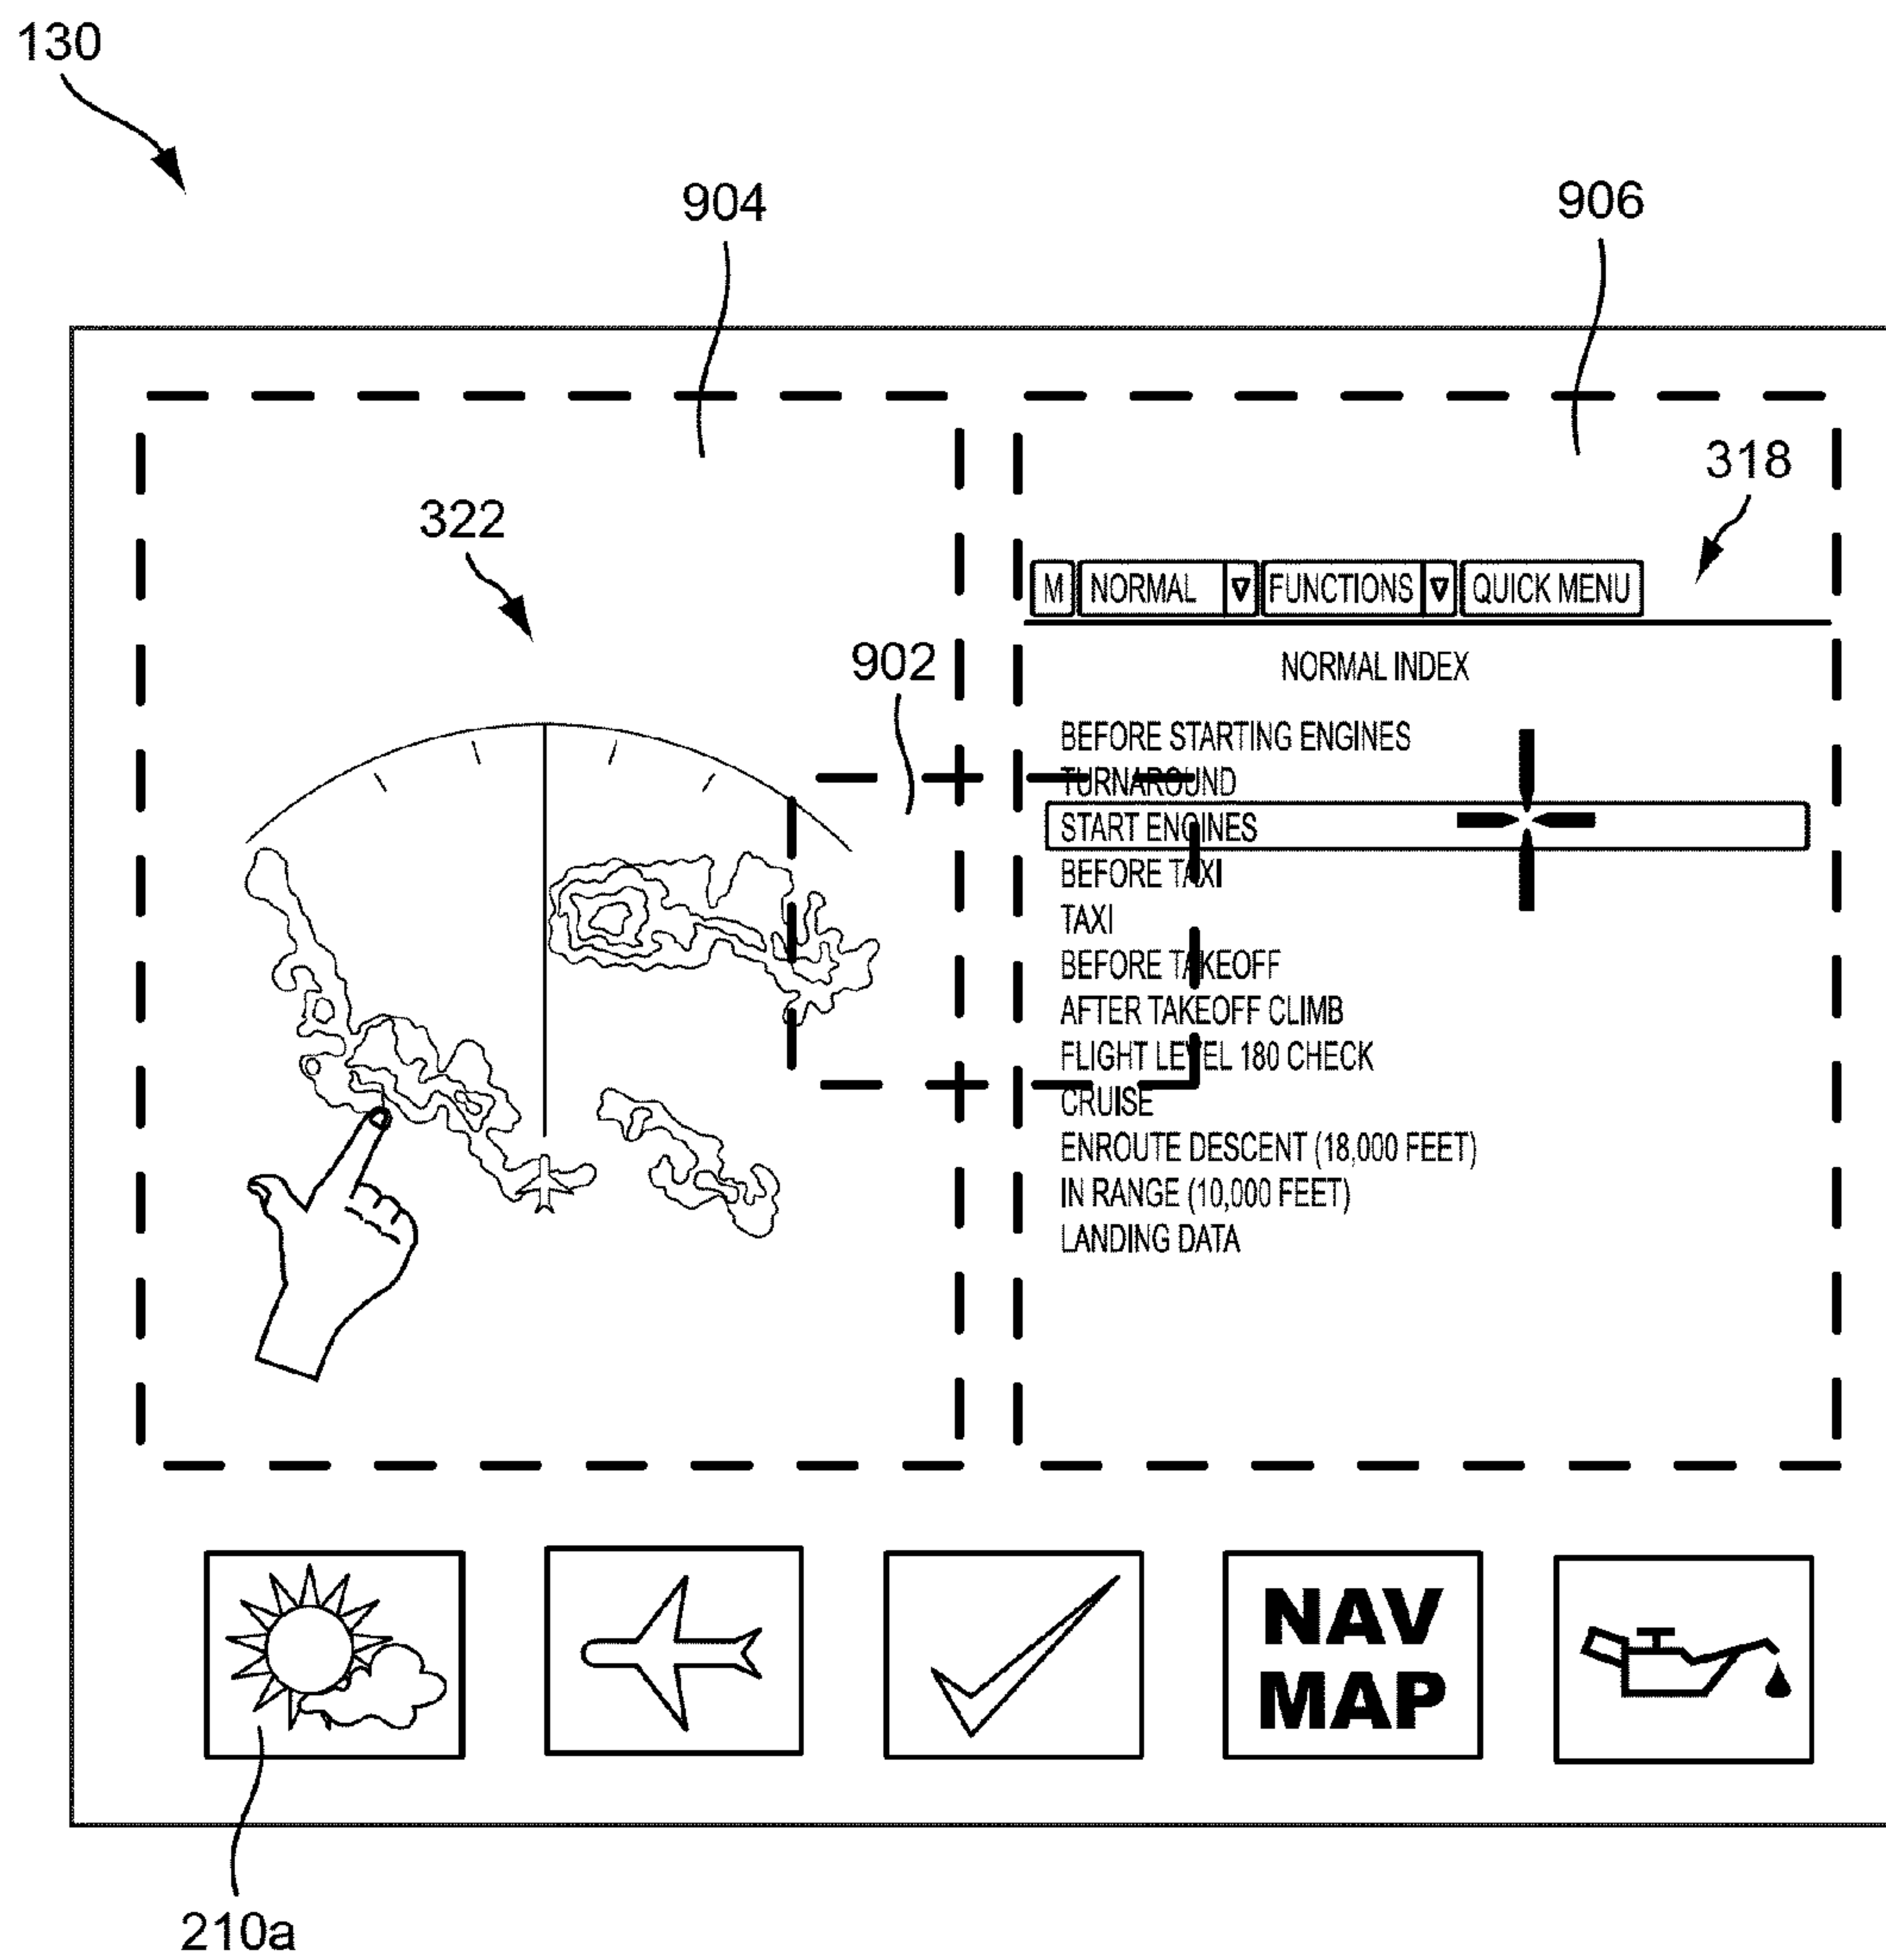 130
904
906
318
322
M NORMAL FUNCTIONS QUICK MENU
902
NORMAL INDEX
BEFORE STARTING ENGINES
TURNAROUND
START ENGINES
BEFORE TAXI
TAXI
BEFORE TAKEOFF
AFTER TAKEOFF CLIMB
FLIGHT LEVEL 180 CHECK
CRUISE
ENROUTE DESCENT (18,000 FEET)
IN RANGE (10,000 FEET)
LANDING DATA
NAV
MAP
210a